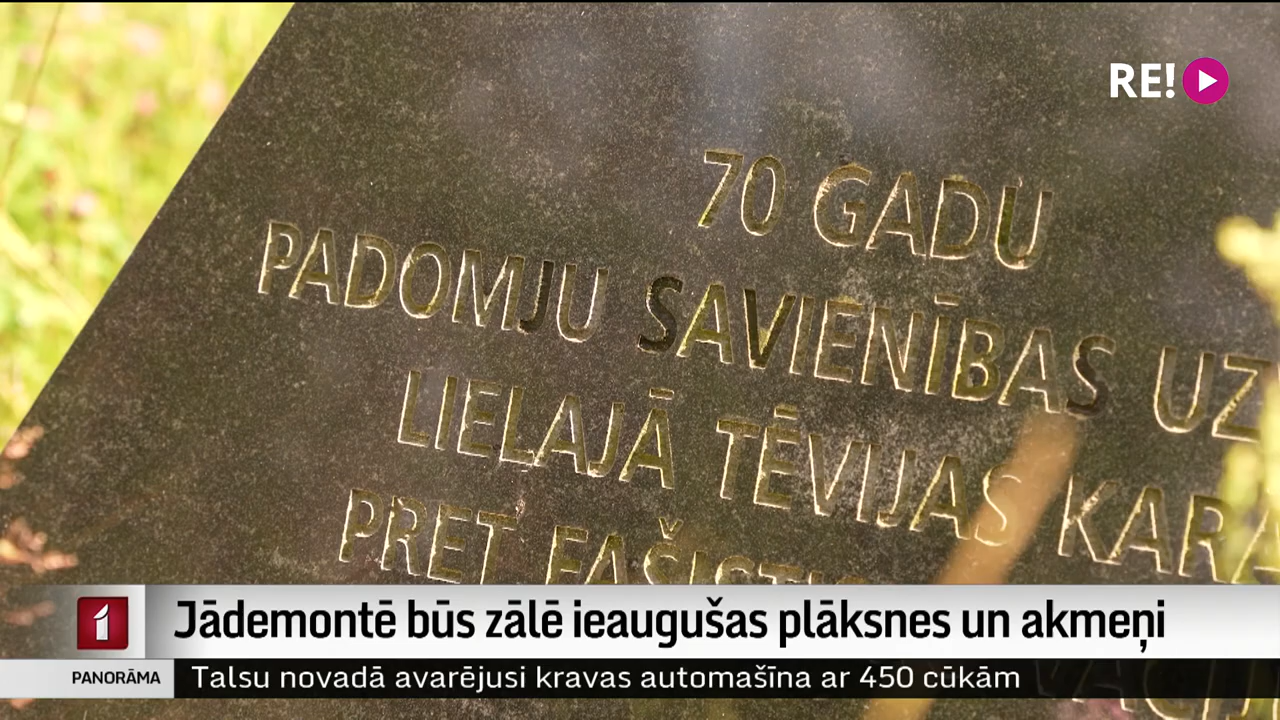 RE!
70 GADU
PADOMJU SAVIENĪBAS
LIELAJĀ TĒVIJAS
PRET
1 Jādemontē būs zālē ieaugušas plāksnes un akmeņi
PANORĀMA Talsu novadā avarējusi kravas automašīna ar 450 cūkām